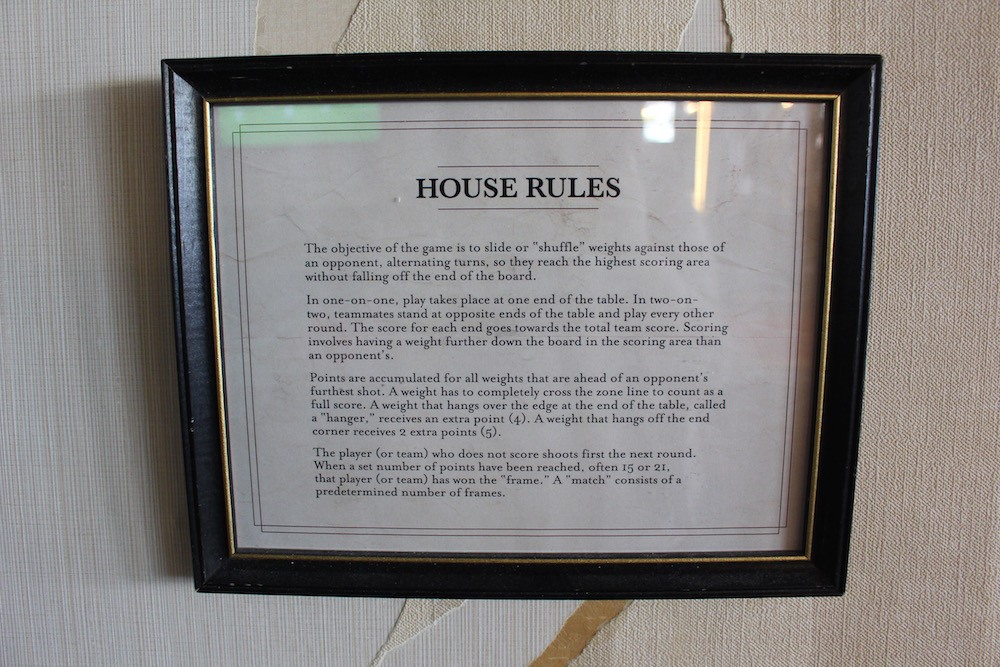 HOUSE RULES
The objective of the game is to slide or "shuffle" weights against those of
an opponent, alternating turns, so they reach the highest scoring area
without falling off the end of the board.
In one-on-one, play takes place at one end of the table. In two-on-
two, teammates stand at opposite ends of the table and play every other
round. The score for each end goes towards the total team score. Scoring
involves having a weight further down the board in the scoring area than
an opponent's.
Points are accumulated for all weights that are ahead of an opponent's
furthest shot. A weight has to completely cross the zone line to count as a
full score. A weight that hangs over the edge at the end of the table, called
a "hanger," receives an extra point (4). A weight that hangs off the end
corner receives 2 extra points (5).
The player (or team) who does not score shoots first the next round.
When a set number of points have been reached, often 15 or 21,
that player (or team) has won the "frame." A "match" consists of a
predetermined number of frames.